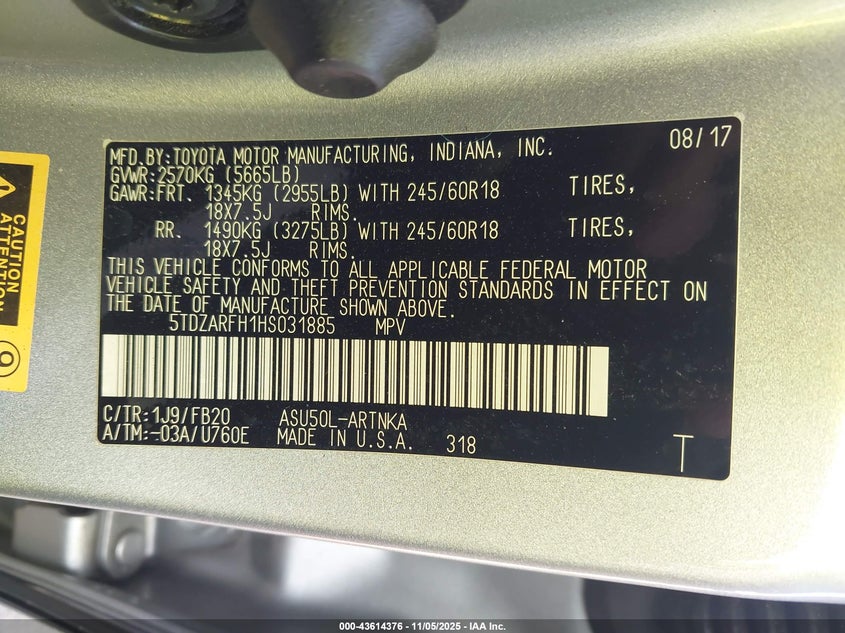 CAUTION
ATTENTION
08/17
MFD.BY:TOYOTA MOTOR MANUFACTURING, INDIANA, INC.
GVWR:2570KG (5665LB)
GAWR:FRT. 1345KG (2955LB) WITH 245/60R18 TIRES,
18X7.5J RIMS.
RR. 1490KG (3275LB) WITH 245/60R18 TIRES,
18X7.5J RIMS.
THIS VEHICLE CONFORMS TO ALL APPLICABLE FEDERAL MOTOR
VEHICLE SAFETY AND THEFT PREVENTION STANDARDS IN EFFECT ON
THE DATE OF MANUFACTURE SHOWN ABOVE.
5TDZARFH1HS031885 MPV
C/TR:1J9/FB20 ASU50L-ARTNKA
A/TM:-03A/U760E MADE IN U.S.A. 318
T
000-43614376 - 11/05/2025 - IAA Inc.